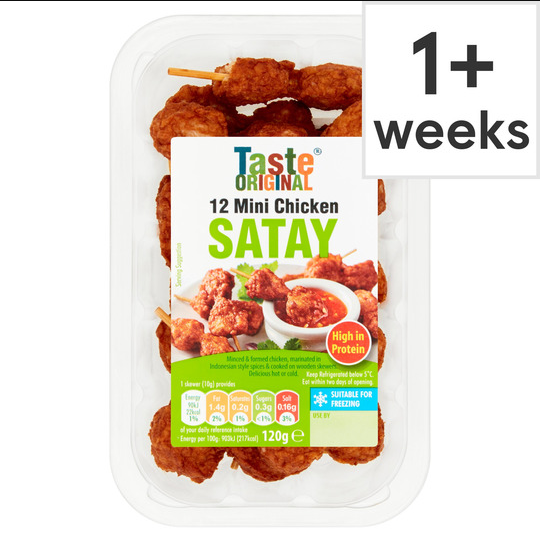 1+
weeks
Taste®
ORIGINAL
12 Mini Chicken
SATAY
Serving Suggestion
High in
Protein
Minced & formed chicken, marinated in
Indonesian style spices & cooked on wooden skewers.
Delicious hot or cold.
Keep Refrigerated below 5°C.
Eat within two days of opening.
1 skewer (10g) provides
Energy
90kJ
22kcal
1%
Fat
1.4g
2%
Saturates
0.2g
1%
Sugars
0.3g
<1%
Salt
0.16g
3%
of your daily reference intake
Energy per 100g - 903kJ (217kcal)
120g ℮
SUITABLE FOR
FREEZING
USE BY